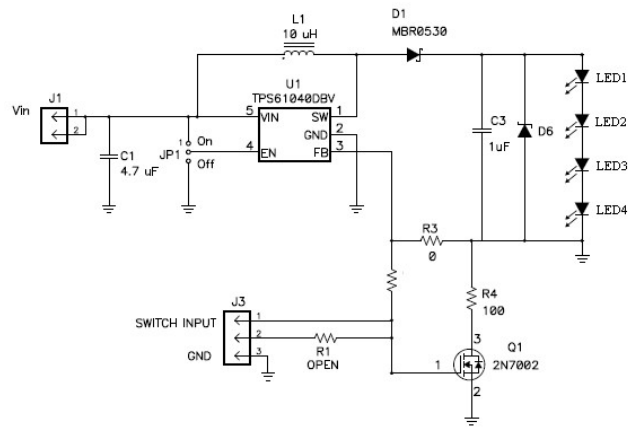 D1
MBR0530
L1
10 uH
U1
TPS61040DBV
J1
Vin
1
2
5 VIN SW 1
GND 2
4 EN FB 3
1 On
JP1
Off
C1
4.7 uF
C3
1uF
D6
LED1
LED2
LED3
LED4
R3
0
R4
100
J3
SWITCH INPUT 1
2
GND 3
R1
OPEN
3
Q1
1
2N7002
2